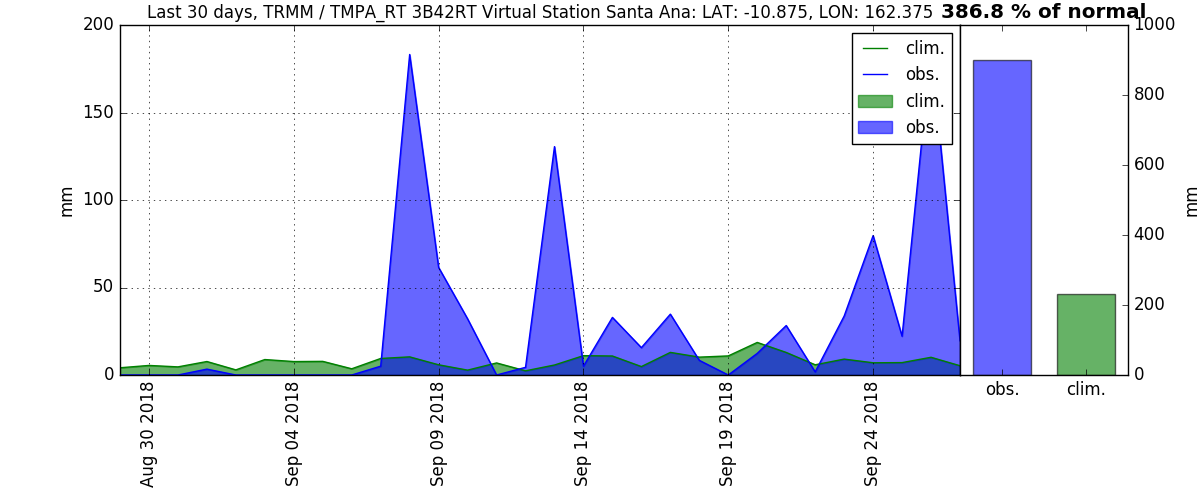 Last 30 days, TRMM / TMPA_RT 3B42RT Virtual Station Santa Ana: LAT: -10.875, LON: 162.375 386.8 % of normal
200
150
100
50
0
mm
clim.
obs.
clim.
obs.
1000
800
600
400
200
0
mm
obs.
clim.
Aug 30 2018
Sep 04 2018
Sep 09 2018
Sep 14 2018
Sep 19 2018
Sep 24 2018